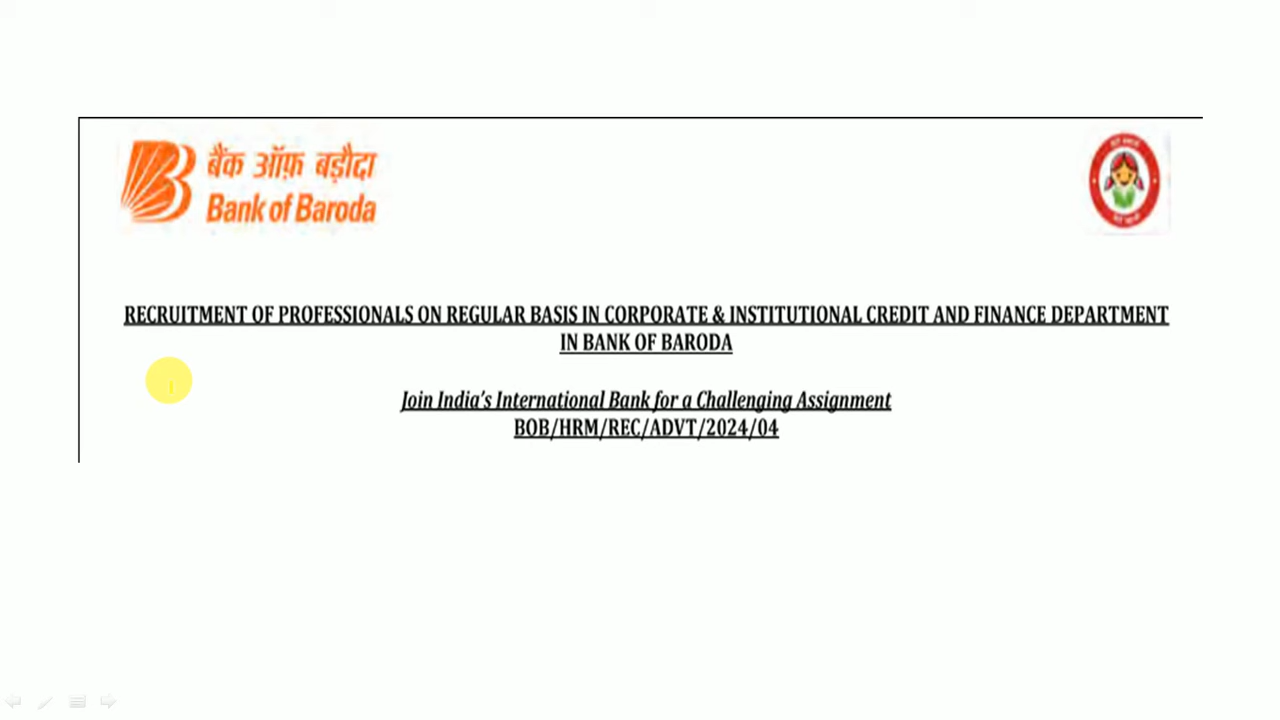 बैंक ऑफ़ बड़ौदा
Bank of Baroda
RECRUITMENT OF PROFESSIONALS ON REGULAR BASIS IN CORPORATE & INSTITUTIONAL CREDIT AND FINANCE DEPARTMENT
IN BANK OF BARODA
Join India's International Bank for a Challenging Assignment
BOB/HRM/REC/ADVT/2024/04